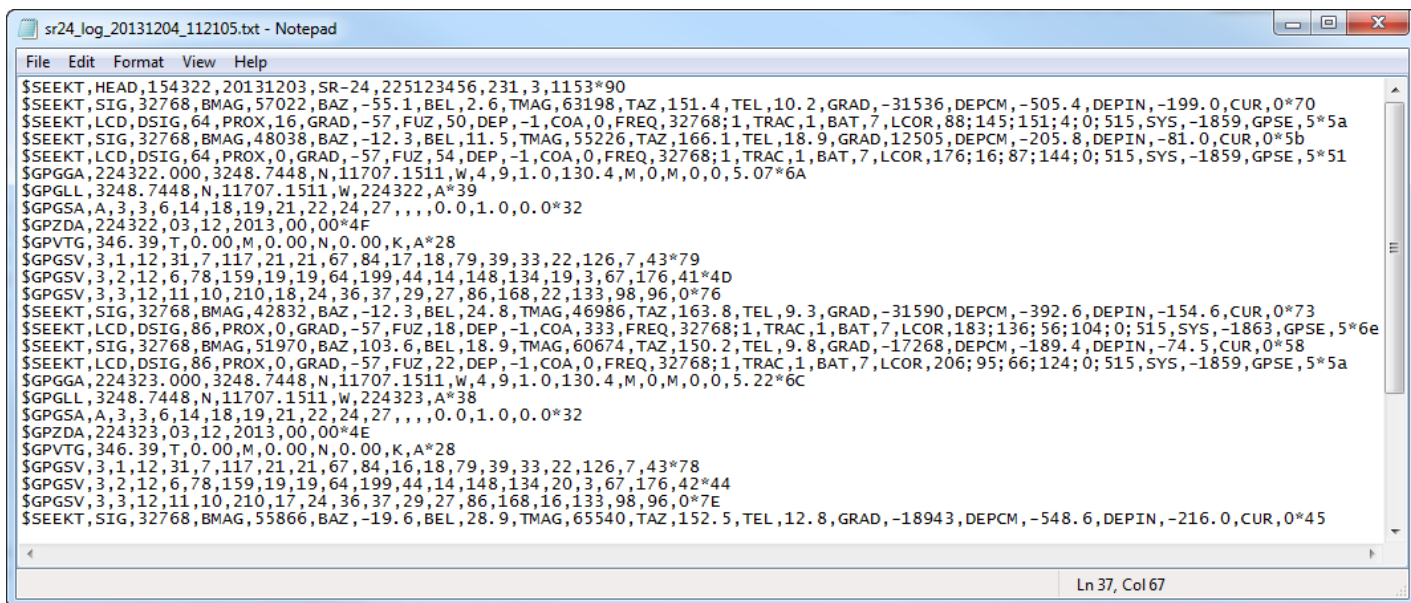 sr24_log_20131204_112105.txt - Notepad
File Edit Format View Help
$SEEKT,HEAD,154322,20131203,SR-24,225123456,231,3,1153*90
$SEEKT,SIG,32768,BMAG,57022,BAZ,-55.1,BEL,2.6,TMAG,63198,TAZ,151.4,TEL,10.2,GRAD,-31536,DEPCM,-505.4,DEPIN,-199.0,CUR,0*70
$SEEKT,LCD,DSIG,64,PROX,16,GRAD,-57,FUZ,50,DEP,-1,COA,0,FREQ,32768;1,TRAC,1,BAT,7,LCOR,88;145;151;4;0;515,SYS,-1859,GPSE,5*5a
$SEEKT,SIG,32768,BMAG,48038,BAZ,-12.3,BEL,11.5,TMAG,55226,TAZ,166.1,TEL,18.9,GRAD,12505,DEPCM,-205.8,DEPIN,-81.0,CUR,0*5b
$SEEKT,LCD,DSIG,64,PROX,0,GRAD,-57,FUZ,54,DEP,-1,COA,0,FREQ,32768;1,TRAC,1,BAT,7,LCOR,176;16;87;144;0;515,SYS,-1859,GPSE,5*51
$GPGGA,224322.000,3248.7448,N,11707.1511,W,4,9,1.0,130.4,M,0,M,0,0,5.07*6A
$GPGLL,3248.7448,N,11707.1511,W,224322,A*39
$GPGSA,A,3,3,6,14,18,19,21,22,24,27,,,,0.0,1.0,0.0*32
$GPZDA,224322,03,12,2013,00,00*4F
$GPVTG,346.39,T,0.00,M,0.00,N,0.00,K,A*28
$GPGSV,3,1,12,31,7,117,21,21,67,84,17,18,79,39,33,22,126,7,43*79
$GPGSV,3,2,12,6,78,159,19,19,64,199,44,14,148,134,19,3,67,176,41*4D
$GPGSV,3,3,12,11,10,210,18,24,36,37,29,27,86,168,22,133,98,96,0*76
$SEEKT,SIG,32768,BMAG,42832,BAZ,-12.3,BEL,24.8,TMAG,46986,TAZ,163.8,TEL,9.3,GRAD,-31590,DEPCM,-392.6,DEPIN,-154.6,CUR,0*73
$SEEKT,LCD,DSIG,86,PROX,0,GRAD,-57,FUZ,18,DEP,-1,COA,333,FREQ,32768;1,TRAC,1,BAT,7,LCOR,183;136;56;104;0;515,SYS,-1863,GPSE,5*6e
$SEEKT,SIG,32768,BMAG,51970,BAZ,103.6,BEL,18.9,TMAG,60674,TAZ,150.2,TEL,9.8,GRAD,-17268,DEPCM,-189.4,DEPIN,-74.5,CUR,0*58
$SEEKT,LCD,DSIG,86,PROX,0,GRAD,-57,FUZ,22,DEP,-1,COA,0,FREQ,32768;1,TRAC,1,BAT,7,LCOR,206;95;66;124;0;515,SYS,-1859,GPSE,5*5a
$GPGGA,224323.000,3248.7448,N,11707.1511,W,4,9,1.0,130.4,M,0,M,0,0,5.22*6C
$GPGLL,3248.7448,N,11707.1511,W,224323,A*38
$GPGSA,A,3,3,6,14,18,19,21,22,24,27,,,,0.0,1.0,0.0*32
$GPZDA,224323,03,12,2013,00,00*4E
$GPVTG,346.39,T,0.00,M,0.00,N,0.00,K,A*28
$GPGSV,3,1,12,31,7,117,21,21,67,84,16,18,79,39,33,22,126,7,43*78
$GPGSV,3,2,12,6,78,159,19,19,64,199,44,14,148,134,20,3,67,176,42*44
$GPGSV,3,3,12,11,10,210,17,24,36,37,29,27,86,168,16,133,98,96,0*7E
$SEEKT,SIG,32768,BMAG,55866,BAZ,-19.6,BEL,28.9,TMAG,65540,TAZ,152.5,TEL,12.8,GRAD,-18943,DEPCM,-548.6,DEPIN,-216.0,CUR,0*45
Ln 37, Col 67